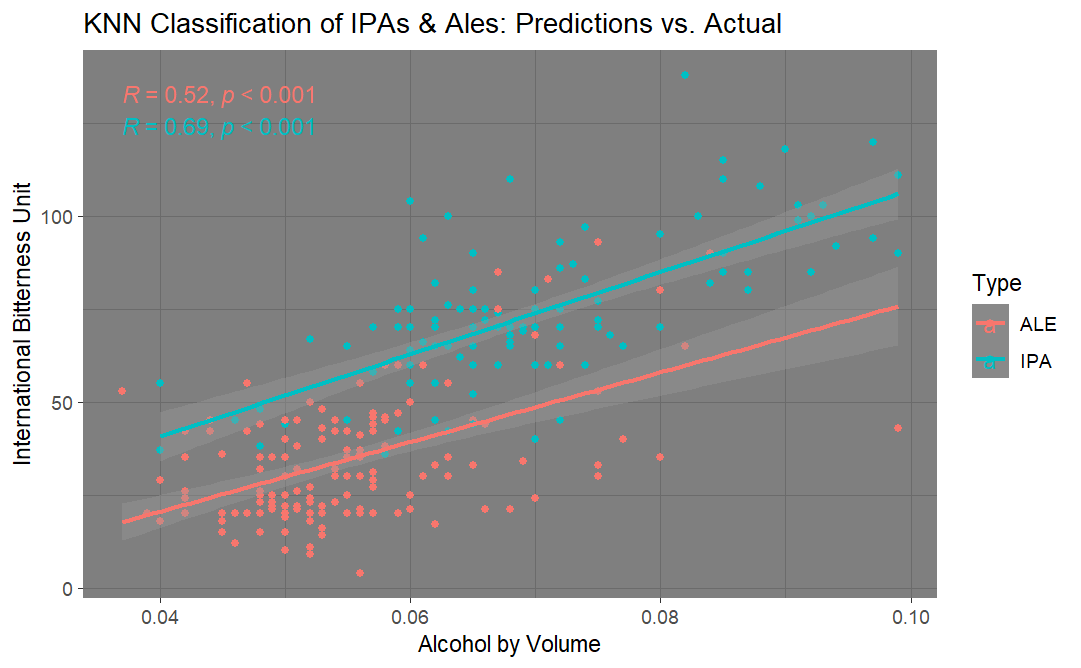 KNN Classification of IPAs & Ales: Predictions vs. Actual
R = 0.52, p < 0.001
R = 0.69, p < 0.001
International Bitterness Unit
100
50
0
0.04
0.06
0.08
0.10
Alcohol by Volume
Type
a ALE
a IPA